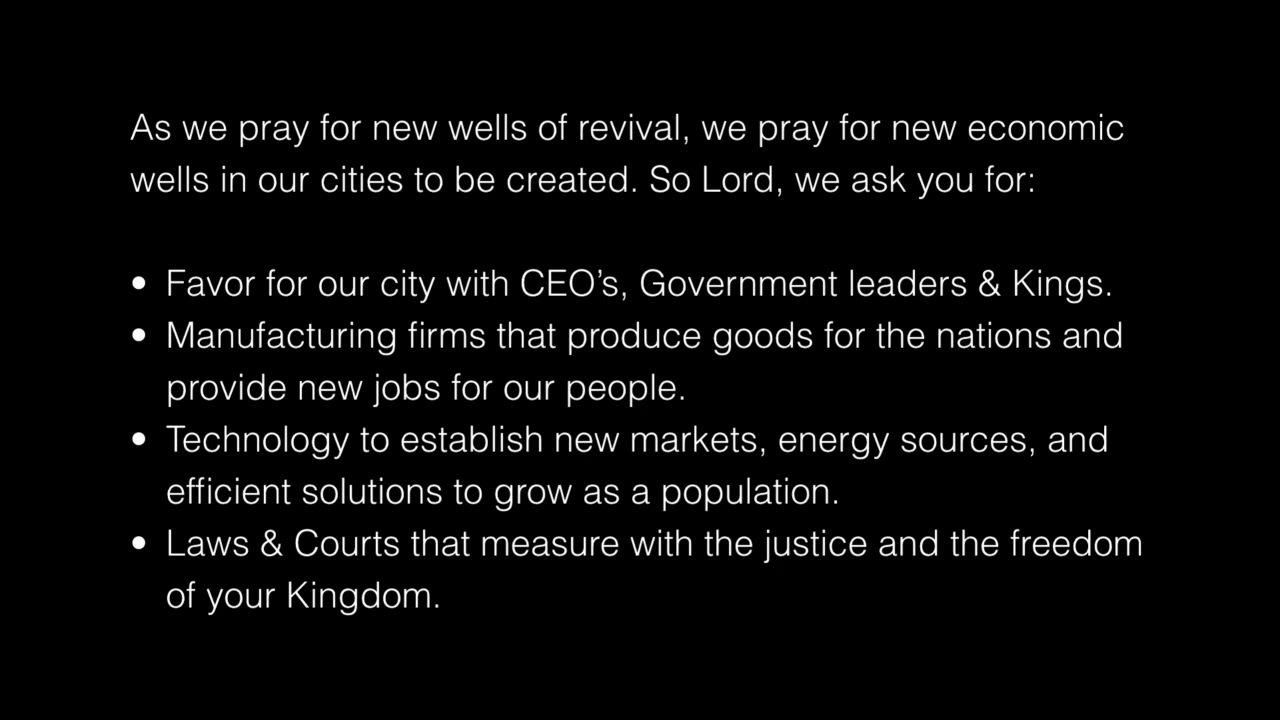 As we pray for new wells of revival, we pray for new economic
wells in our cities to be created. So Lord, we ask you for:
• Favor for our city with CEO’s, Government leaders & Kings.
• Manufacturing firms that produce goods for the nations and
provide new jobs for our people.
• Technology to establish new markets, energy sources, and
efficient solutions to grow as a population.
• Laws & Courts that measure with the justice and the freedom
of your Kingdom.